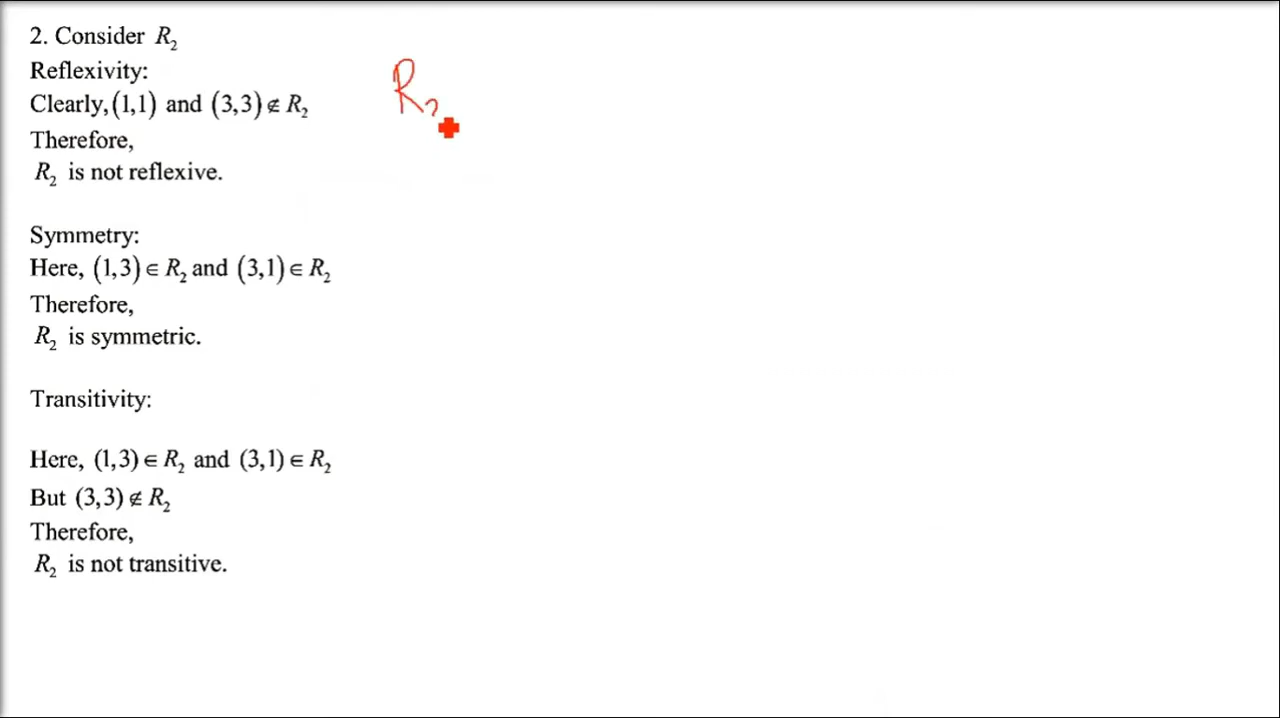 2. Consider R₂
R₂
Reflexivity:
Clearly,(1,1) and (3,3)∉ R₂
Therefore,
R₂ is not reflexive.
Symmetry:
Here, (1,3)∈ R₂ and (3,1)∈ R₂
Therefore,
R₂ is symmetric.
Transitivity:
Here, (1,3)∈ R₂ and (3,1)∈ R₂
But (3,3)∉ R₂
Therefore,
R₂ is not transitive.